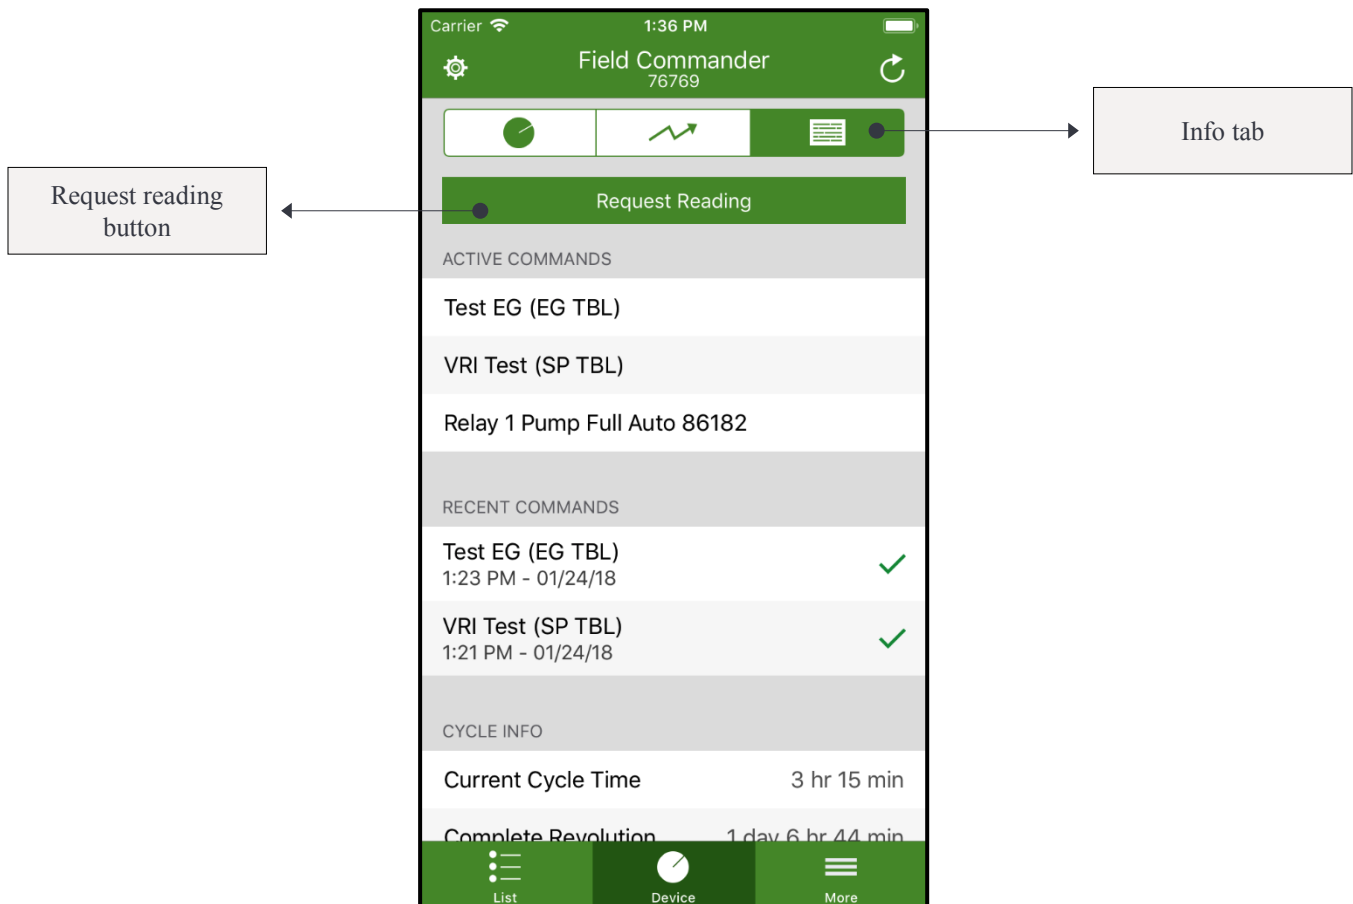 Carrier
1:36 PM
Field Commander
76769
Info tab
Request reading
button
Request Reading
ACTIVE COMMANDS
Test EG (EG TBL)
VRI Test (SP TBL)
Relay 1 Pump Full Auto 86182
RECENT COMMANDS
Test EG (EG TBL)
1:23 PM - 01/24/18
VRI Test (SP TBL)
1:21 PM - 01/24/18
CYCLE INFO
Current Cycle Time 3 hr 15 min
Complete Revolution 1 day 6 hr 44 min
List Device More